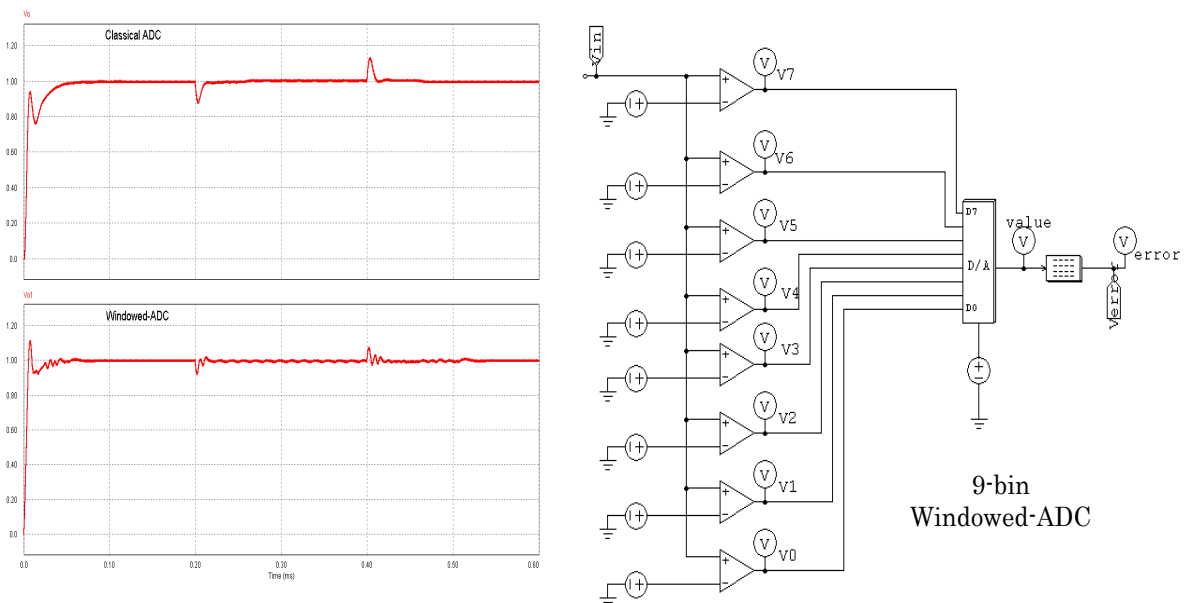 Vo
Classical ADC
1.20
1.00
0.80
0.60
0.40
0.20
0.0
Vo1
Windowed-ADC
1.20
1.00
0.80
0.60
0.40
0.20
0.0
0.0 0.10 0.20 0.30 0.40 0.50 0.60
Time (ms)
Vin
V
V7
V
V6
V
V5
V
V4
V
V3
V
V2
V
V1
V
V0
D7
D/A
D0
value
V
V
error
Verror
9-bin
Windowed-ADC